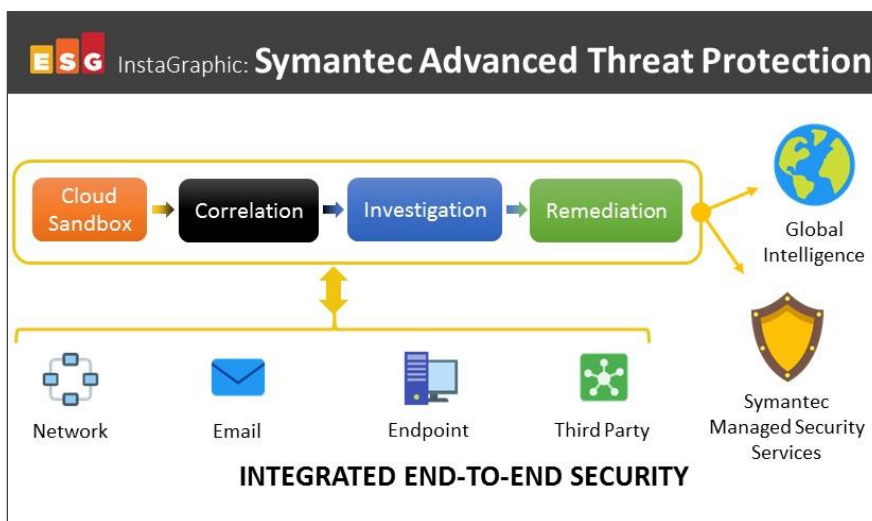 ESG InstaGraphic: Symantec Advanced Threat Protection
Cloud
Sandbox
Correlation
Investigation
Remediation
Global
Intelligence
Network
Email
Endpoint
Third Party
Symantec
Managed Security
Services
INTEGRATED END-TO-END SECURITY